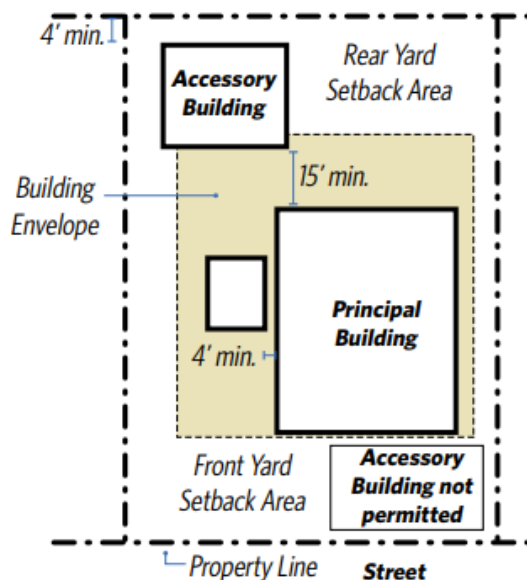 4' min.
Rear Yard
Setback Area
Accessory
Building
15' min.
Building
Envelope
Principal
Building
4' min.
Front Yard
Setback Area
Accessory
Building not
permitted
Property Line
Street